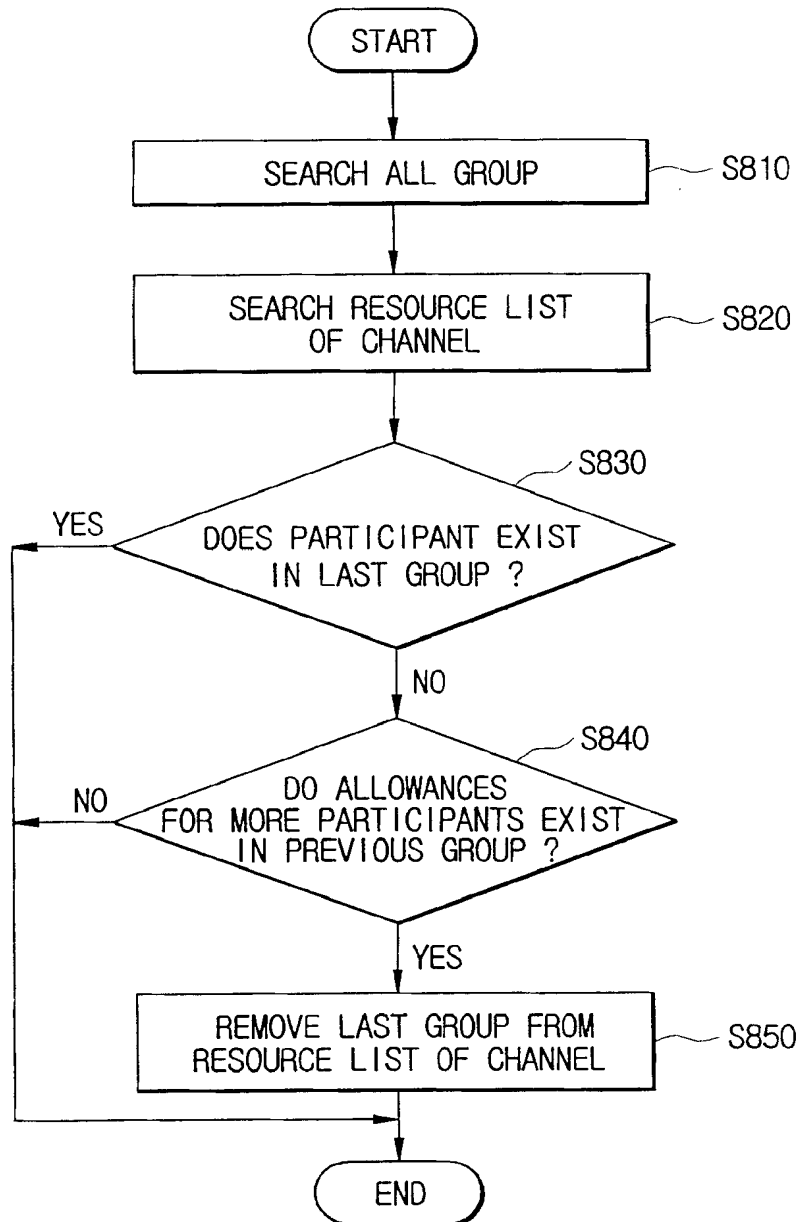 START
SEARCH ALL GROUP
S810
SEARCH RESOURCE LIST
OF CHANNEL
S820
S830
YES
DOES PARTICIPANT EXIST
IN LAST GROUP ?
NO
S840
NO
DO ALLOWANCES
FOR MORE PARTICIPANTS EXIST
IN PREVIOUS GROUP ?
YES
REMOVE LAST GROUP FROM
RESOURCE LIST OF CHANNEL
S850
END